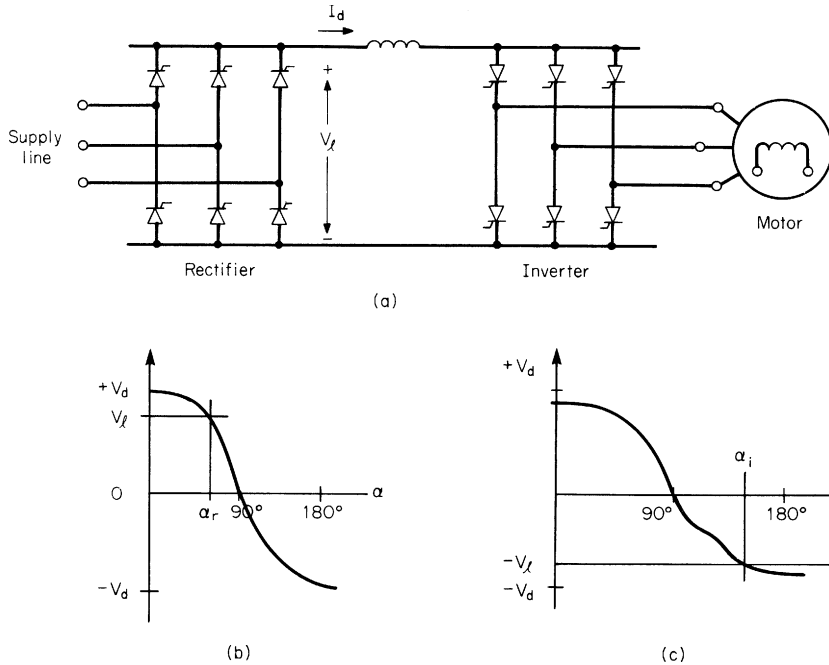 I_d
+
Supply
line
V_ℓ
−
Motor
Rectifier
Inverter
(a)
+V_d
V_ℓ
0
α
α_r
90°
180°
−V_d
(b)
+V_d
α_i
90°
180°
−V_ℓ
−V_d
(c)